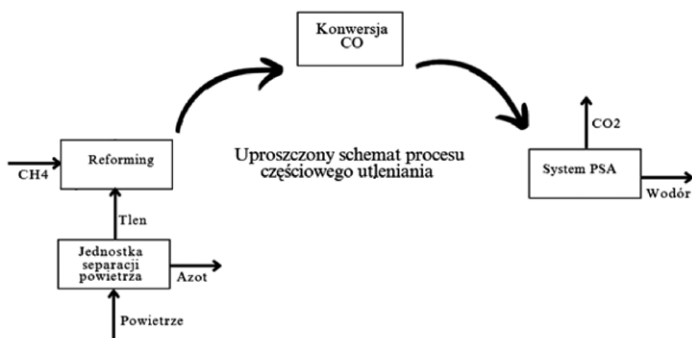 Konwersja
CO
CO2
Uproszczony schemat procesu
częściowego utleniania
Reforming
System PSA
CH4
Wodór
Tlen
Jednostka
separacji
powietrza
Azot
Powietrze